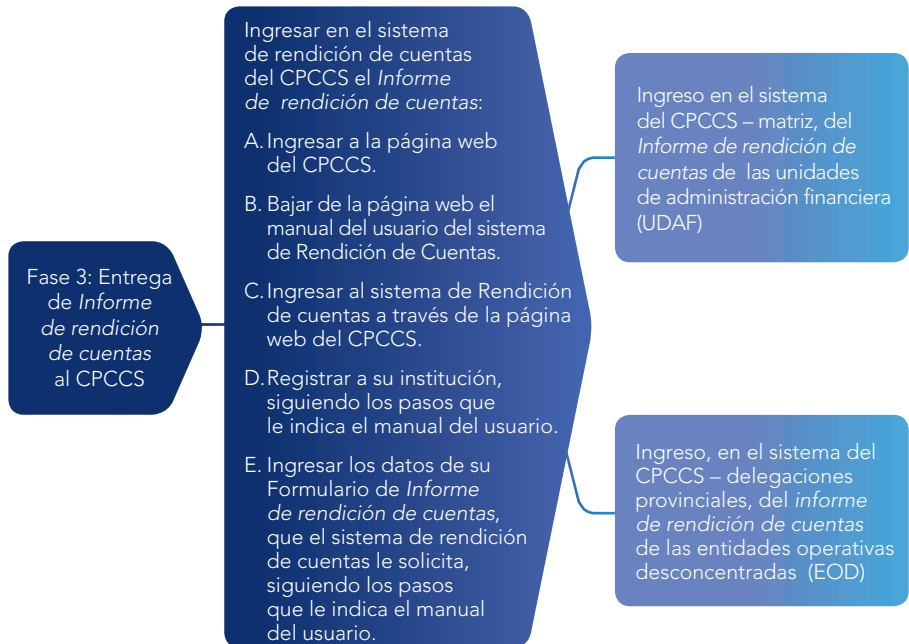 Fase 3: Entrega
de Informe
de rendición
de cuentas
al CPCCS
Ingresar en el sistema
de rendición de cuentas
del CPCCS el Informe
de rendición de cuentas:
A. Ingresar a la página web
del CPCCS.
B. Bajar de la página web el
manual del usuario del sistema
de Rendición de Cuentas.
C. Ingresar al sistema de Rendición
de cuentas a través de la página
web del CPCCS.
D. Registrar a su institución,
siguiendo los pasos que
le indica el manual del usuario.
E. Ingresar los datos de su
Formulario de Informe
de rendición de cuentas,
que el sistema de rendición
de cuentas le solicita,
siguiendo los pasos
que le indica el manual
del usuario.
Ingreso en el sistema
del CPCCS – matriz, del
Informe de rendición de
cuentas de las unidades
de administración financiera
(UDAF)
Ingreso, en el sistema del
CPCCS – delegaciones
provinciales, del informe
de rendición de cuentas
de las entidades operativas
desconcentradas (EOD)